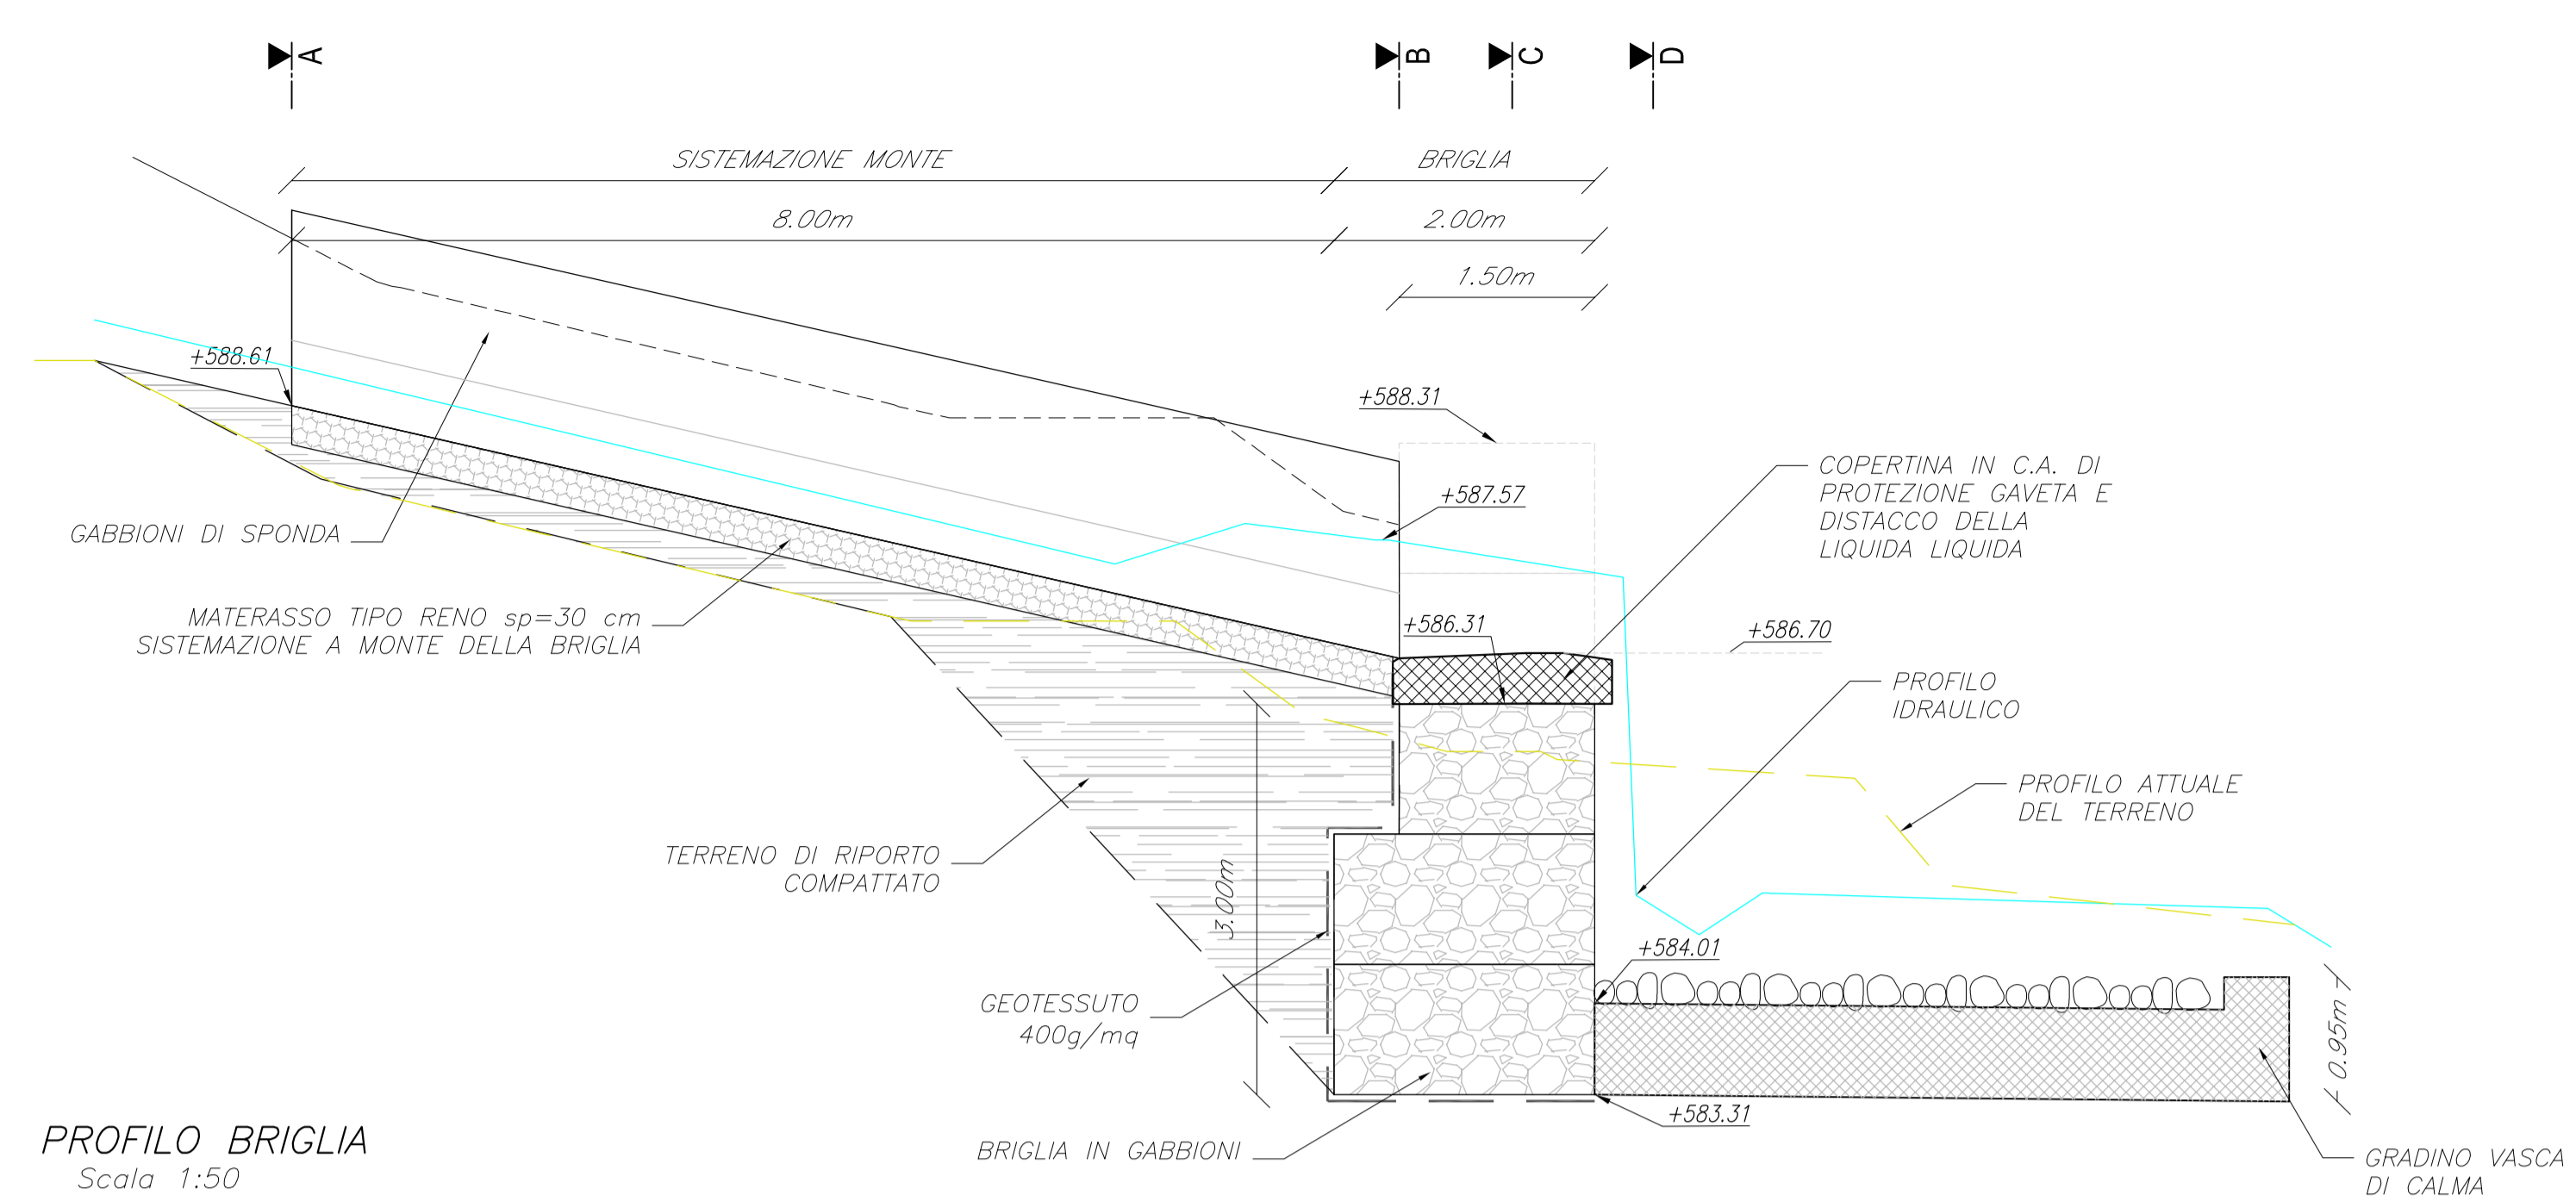 A
B
C
D
SISTEMAZIONE MONTE
BRIGLIA
8.00m
2.00m
1.50m
+588.61
+588.31
+587.57
COPERTINA IN C.A. DI
PROTEZIONE GAVETA E
DISTACCO DELLA
LIQUIDA LIQUIDA
GABBIONI DI SPONDA
MATERASSO TIPO RENO sp=30 cm
SISTEMAZIONE A MONTE DELLA BRIGLIA
+586.31
+586.70
PROFILO
IDRAULICO
PROFILO ATTUALE
DEL TERRENO
TERRENO DI RIPORTO
COMPATTATO
3.00m
+584.01
GEOTESSUTO
400g/mq
0.95m
+583.31
BRIGLIA IN GABBIONI
GRADINO VASCA
DI CALMA
PROFILO BRIGLIA
Scala 1:50